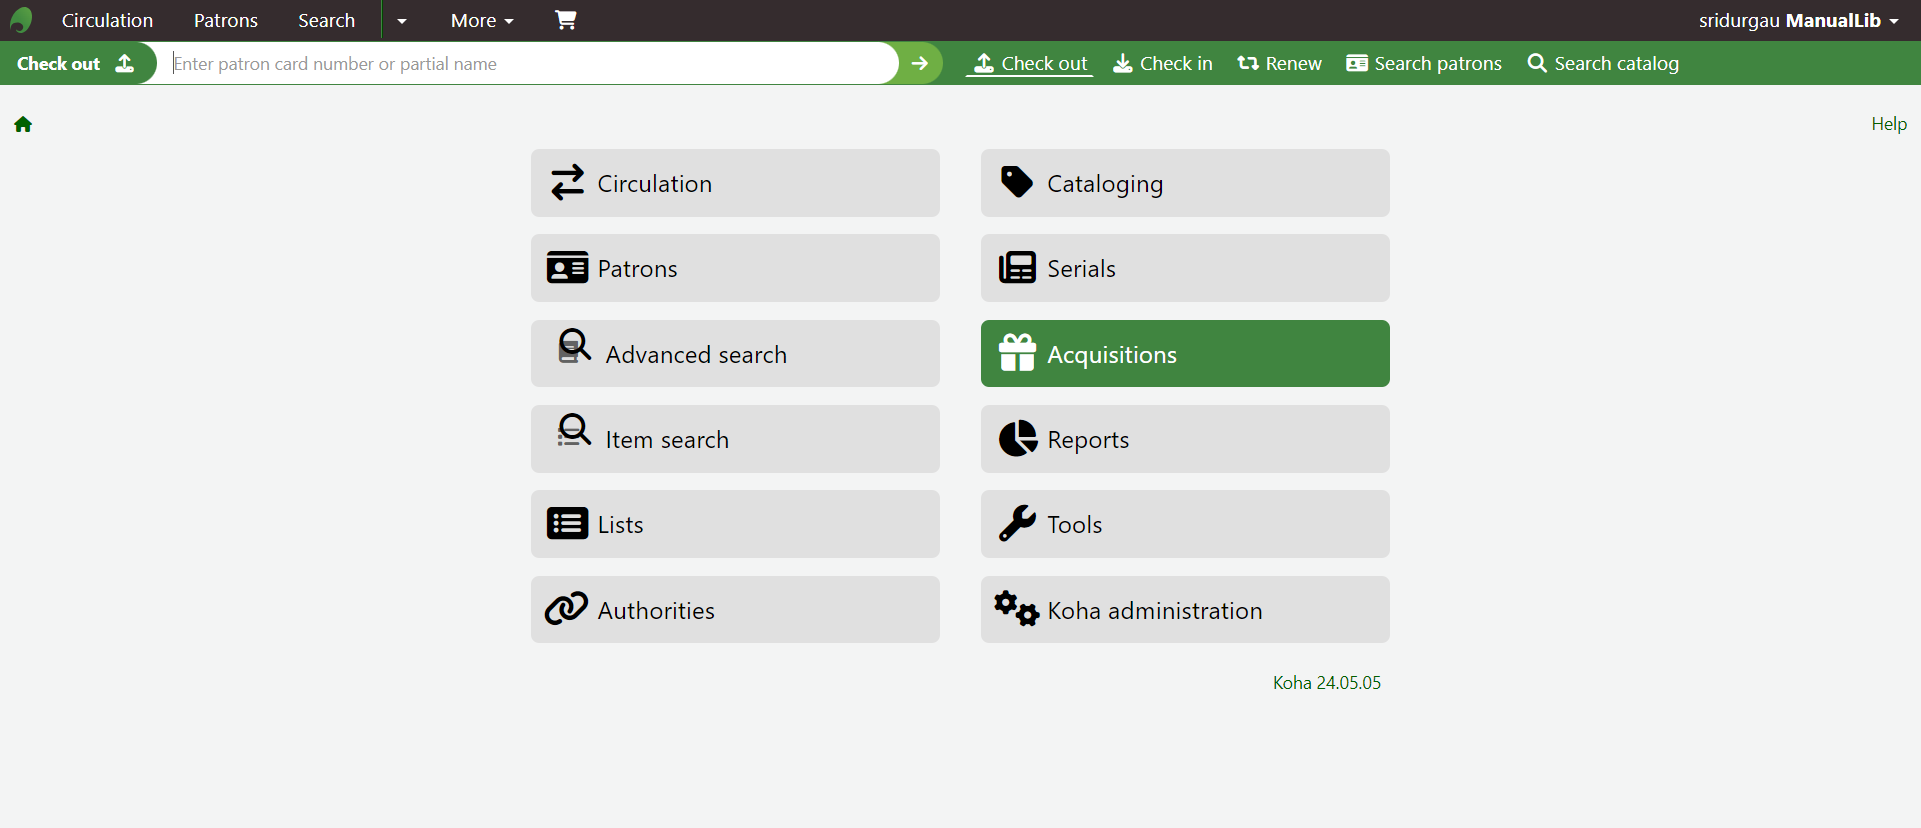 Circulation Patrons Search More sridurgau ManualLib
Check out Enter patron card number or partial name Check out Check in Renew Search patrons Search catalog
Help
Circulation Cataloging
Patrons Serials
Advanced search Acquisitions
Item search Reports
Lists Tools
Authorities Koha administration
Koha 24.05.05